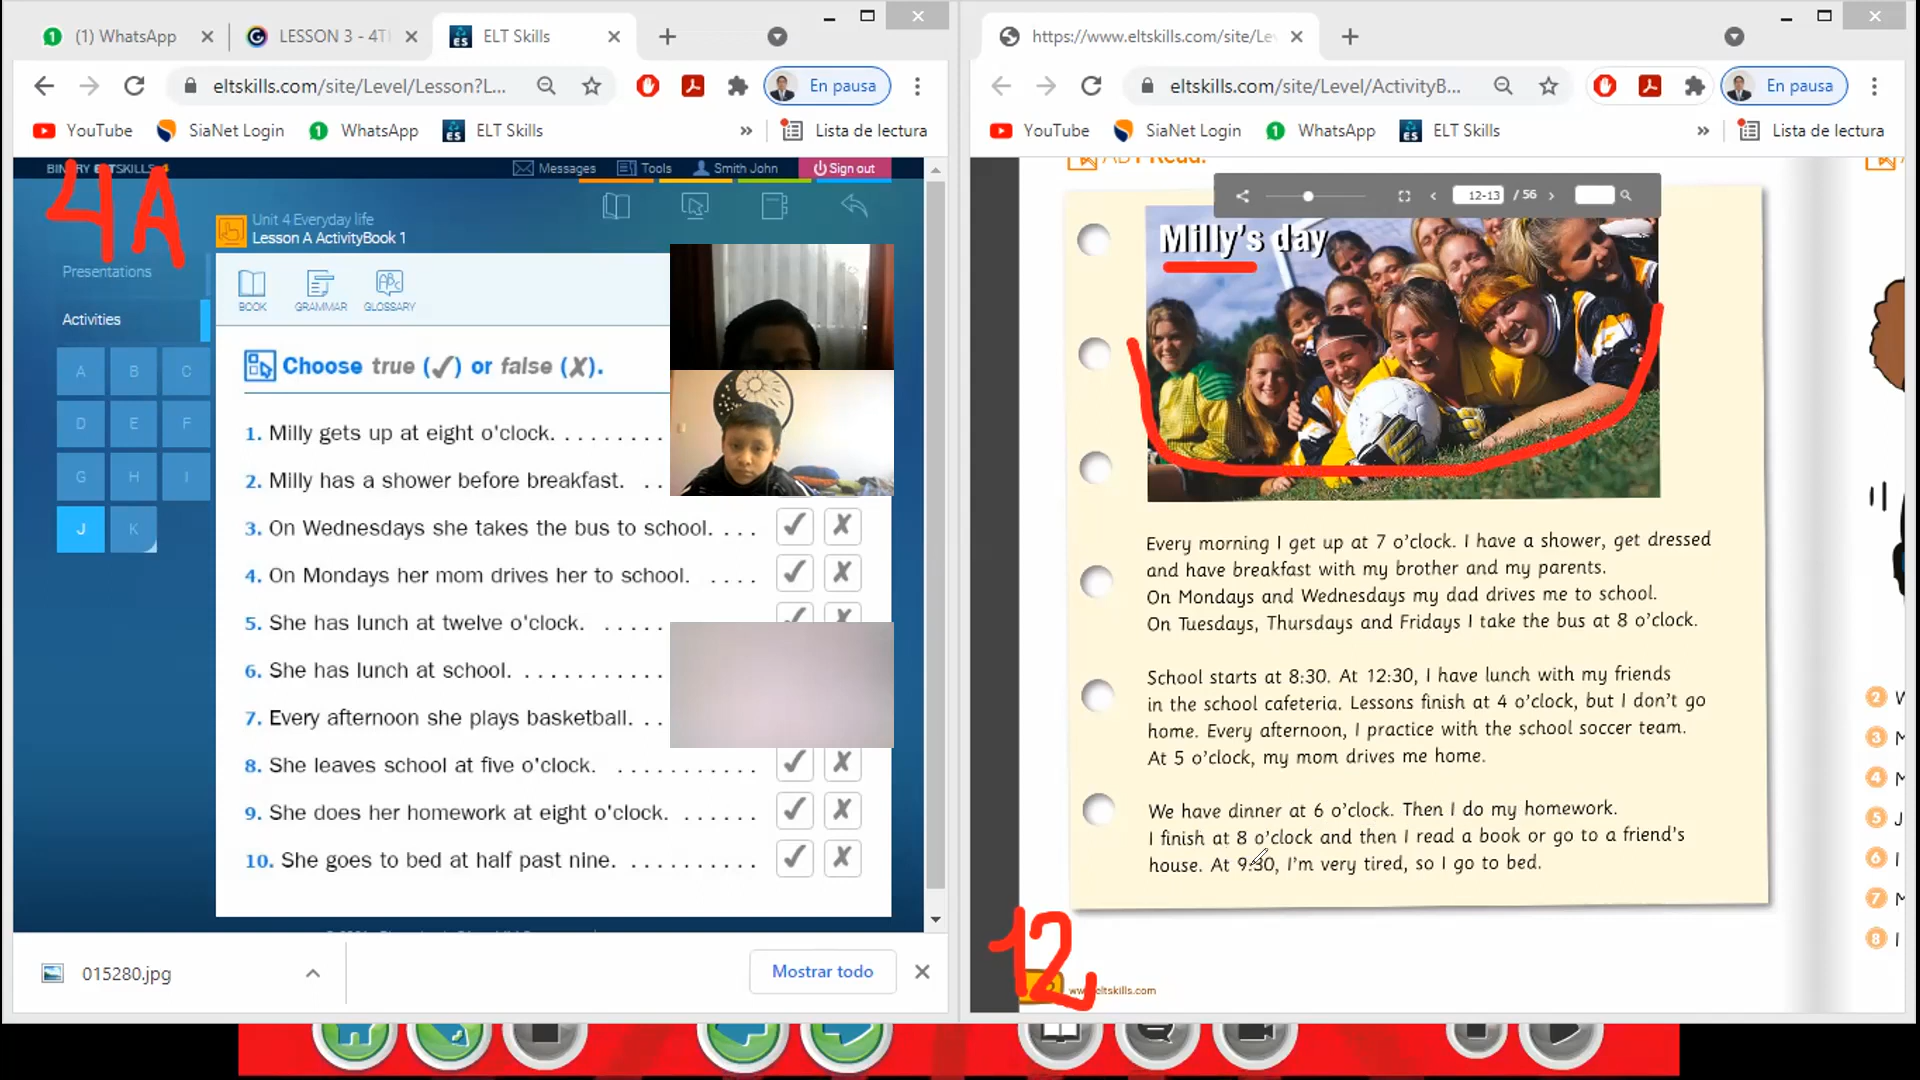 (1) WhatsApp
LESSON 3 - 4TI
ELT Skills
eltskills.com/site/Level/Lesson?L...
En pausa
YouTube
SiaNet Login
WhatsApp
ELT Skills
»
Lista de lectura
4A
Messages
Tools
Smith John
Sign out
Unit 4 Everyday life
Lesson A ActivityBook 1
Presentations
Activities
A B C
D E F
G H I
J K
BOOK
GRAMMAR
GLOSSARY
Choose true (✓) or false (✗).
1. Milly gets up at eight o'clock. . . . . . . . .
2. Milly has a shower before breakfast. . .
3. On Wednesdays she takes the bus to school. . . .
4. On Mondays her mom drives her to school. . . . .
5. She has lunch at twelve o'clock. . . . . .
6. She has lunch at school. . . . . . . . . . . .
7. Every afternoon she plays basketball. . .
8. She leaves school at five o'clock. . . . . . . . . . . .
9. She does her homework at eight o'clock. . . . . . .
10. She goes to bed at half past nine. . . . . . . . . . .
015280.jpg
Mostrar todo
https://www.eltskills.com/site/Le
eltskills.com/site/Level/ActivityB...
En pausa
YouTube
SiaNet Login
WhatsApp
ELT Skills
»
Lista de lectura
12-13 / 56
Milly's day
Every morning I get up at 7 o'clock. I have a shower, get dressed
and have breakfast with my brother and my parents.
On Mondays and Wednesdays my dad drives me to school.
On Tuesdays, Thursdays and Fridays I take the bus at 8 o'clock.
School starts at 8:30. At 12:30, I have lunch with my friends
in the school cafeteria. Lessons finish at 4 o'clock, but I don't go
home. Every afternoon, I practice with the school soccer team.
At 5 o'clock, my mom drives me home.
We have dinner at 6 o'clock. Then I do my homework.
I finish at 8 o'clock and then I read a book or go to a friend's
house. At 9:30, I'm very tired, so I go to bed.
12
2
3
4
5 J
6 I
7
8 I